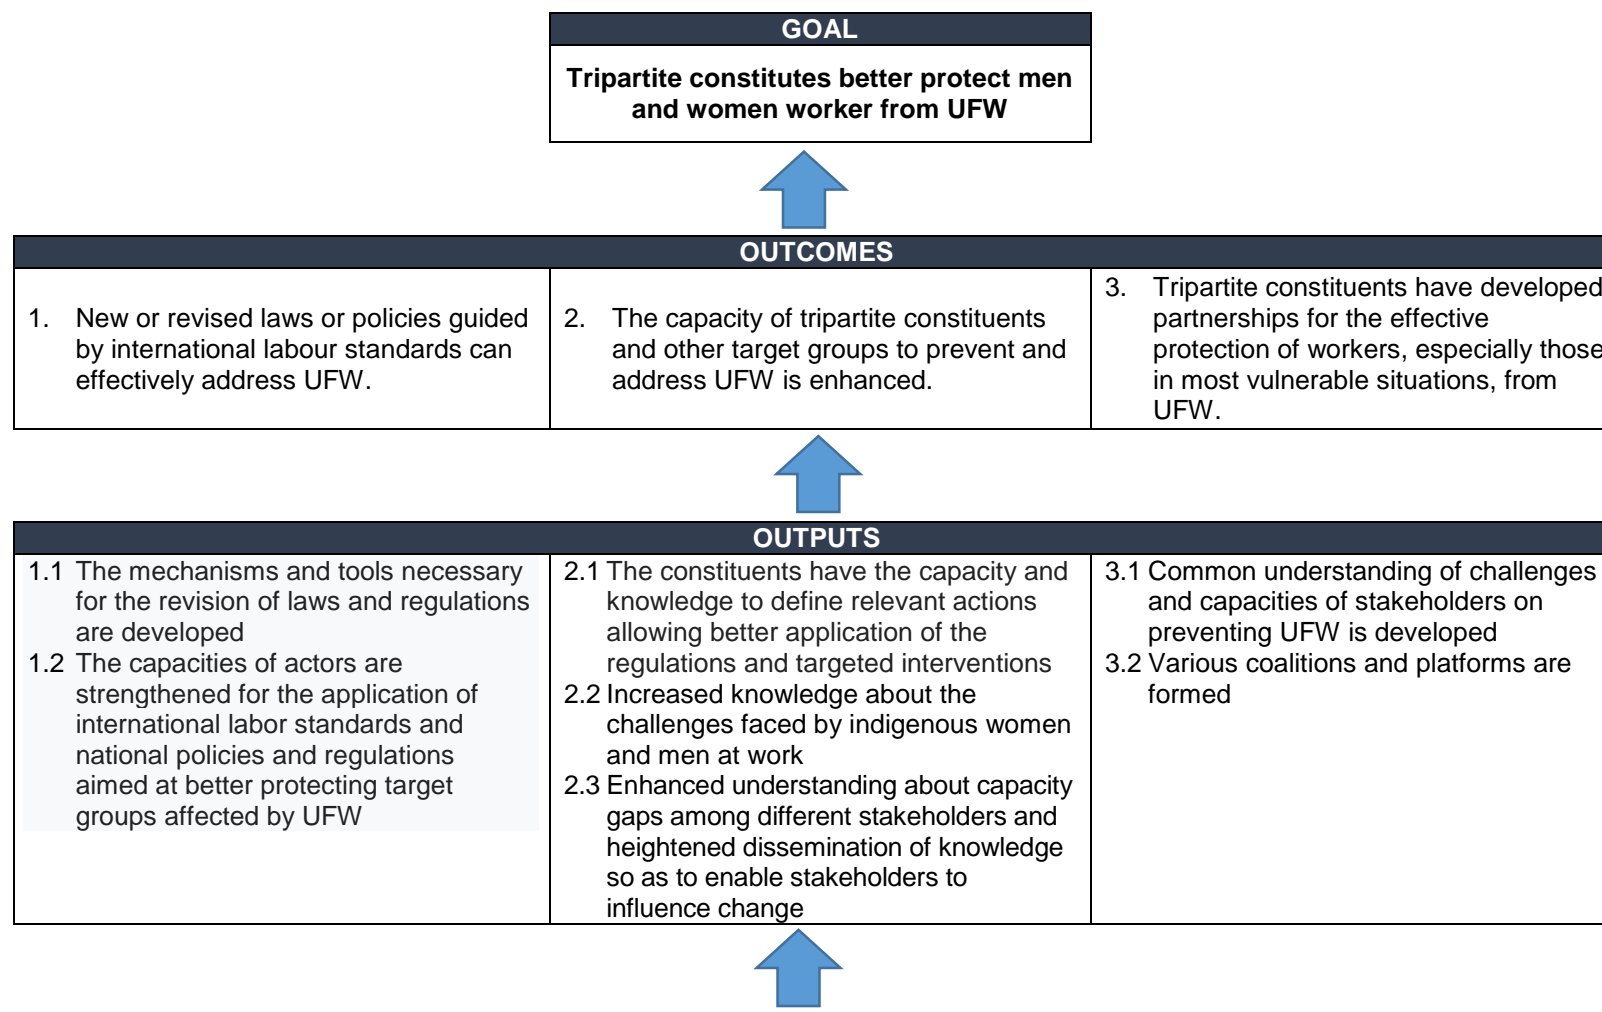 GOAL
Tripartite constitutes better protect men
and women worker from UFW
OUTCOMES
1. New or revised laws or policies guided
by international labour standards can
effectively address UFW.
2. The capacity of tripartite constituents
and other target groups to prevent and
address UFW is enhanced.
3. Tripartite constituents have developed
partnerships for the effective
protection of workers, especially those
in most vulnerable situations, from
UFW.
OUTPUTS
1.1 The mechanisms and tools necessary
for the revision of laws and regulations
are developed
1.2 The capacities of actors are
strengthened for the application of
international labor standards and
national policies and regulations
aimed at better protecting target
groups affected by UFW
2.1 The constituents have the capacity and
knowledge to define relevant actions
allowing better application of the
regulations and targeted interventions
2.2 Increased knowledge about the
challenges faced by indigenous women
and men at work
2.3 Enhanced understanding about capacity
gaps among different stakeholders and
heightened dissemination of knowledge
so as to enable stakeholders to
influence change
3.1 Common understanding of challenges
and capacities of stakeholders on
preventing UFW is developed
3.2 Various coalitions and platforms are
formed